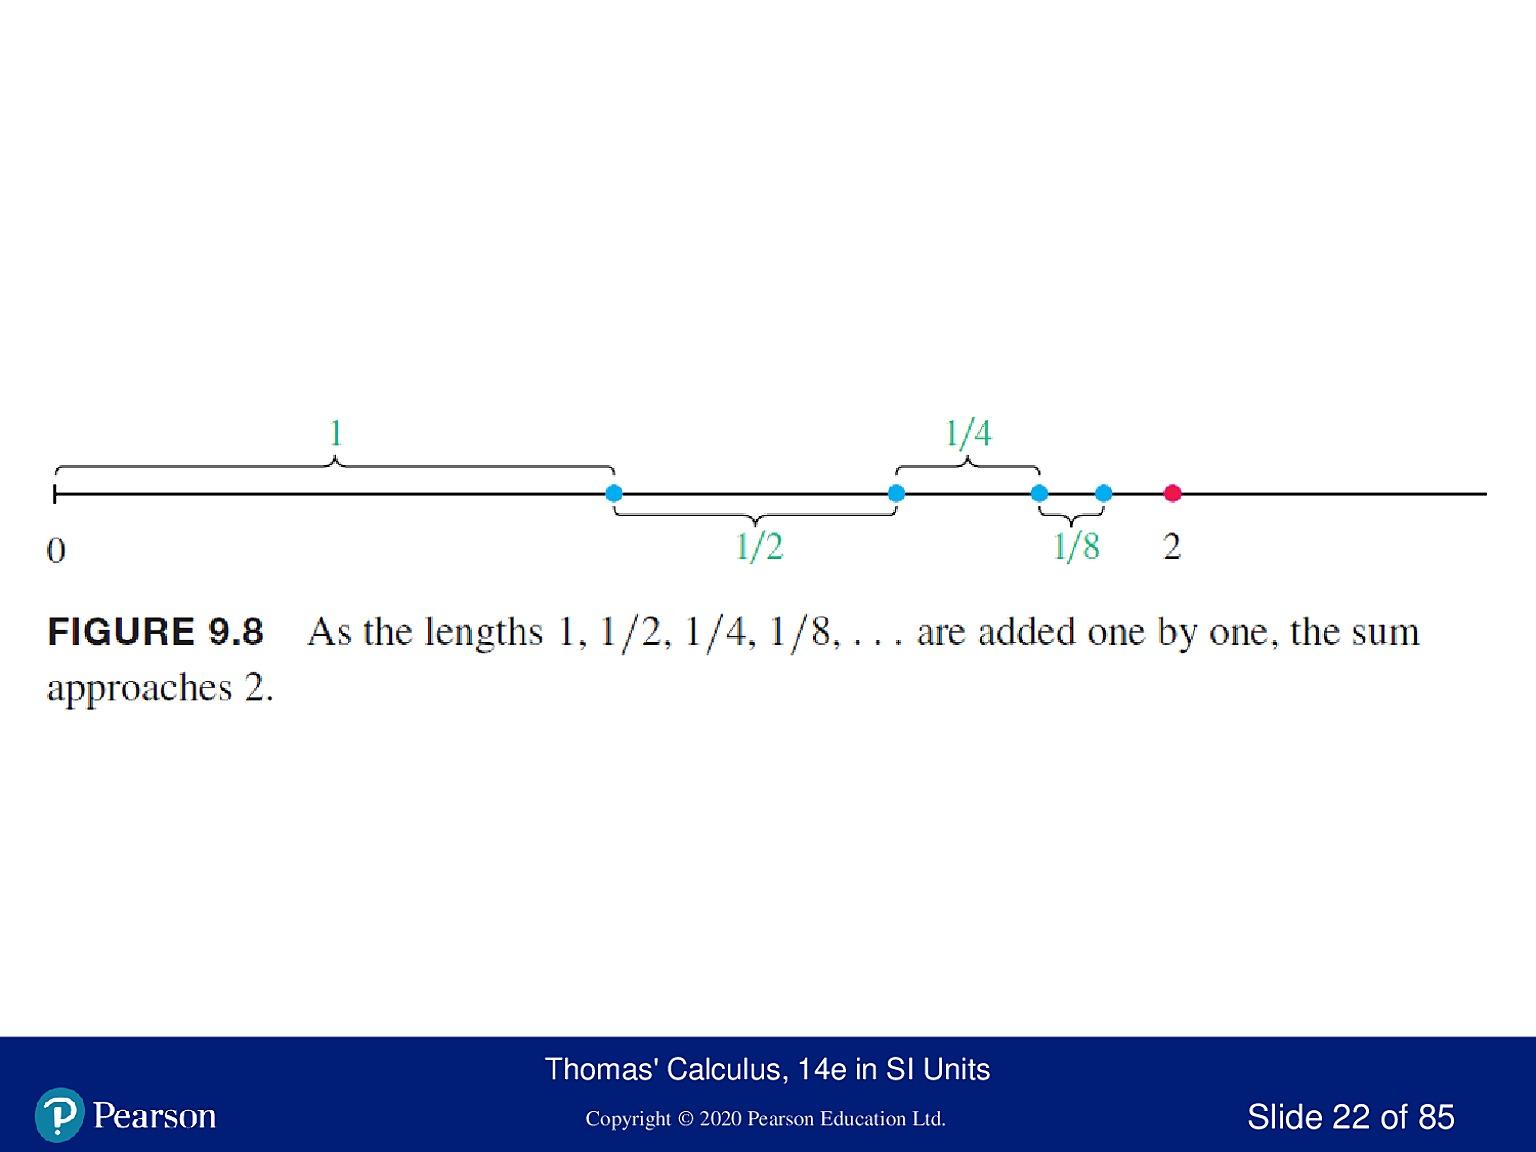 1
1/4
1/2
1/8
0
2
FIGURE 9.8 As the lengths 1, 1/2, 1/4, 1/8, . . . are added one by one, the sum
approaches 2.
Thomas' Calculus, 14e in SI Units
Pearson
Copyright © 2020 Pearson Education Ltd.
Slide 22 of 85